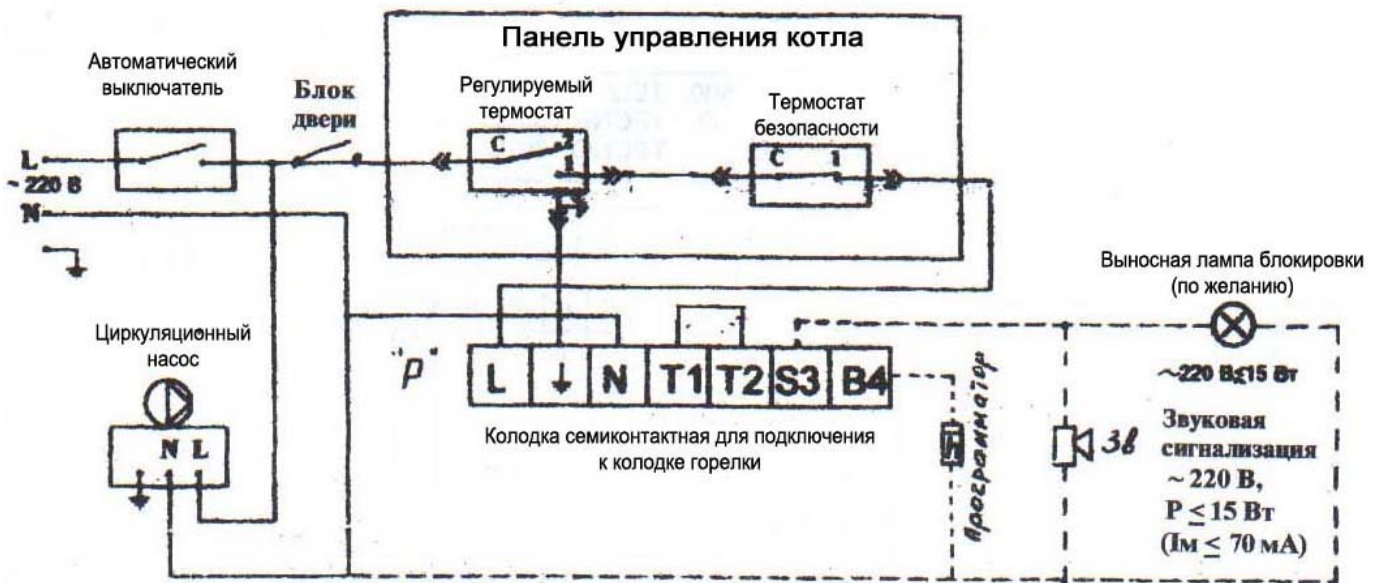 Панель управления котла
Автоматический
выключатель
Блок
двери
Регулируемый
термостат
Термостат
безопасности
C 2
1
C 1
L
~ 220 В
N
Выносная лампа блокировки
(по желанию)
Циркуляционный
насос
"P"
L N T1 T2 S3 B4
~220 В ≤15 Вт
N L
Колодка семиконтактная для подключения
к колодке горелки
Программатор
Зв
Звуковая
сигнализация
~ 220 В,
Р ≤ 15 Вт
(Iм ≤ 70 мА)